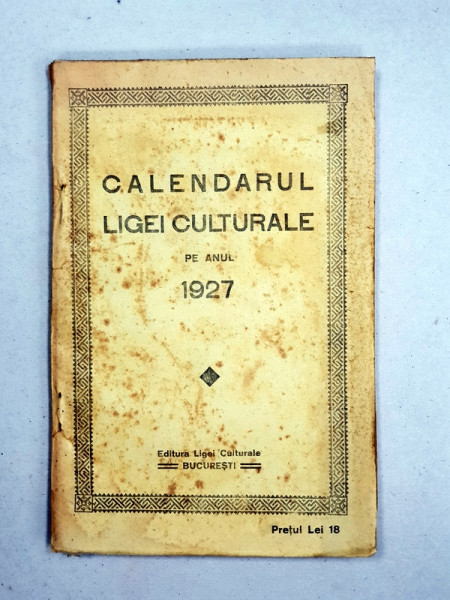 CALENDARUL
LIGEI CULTURALE
PE ANUL
1927
Editura Ligei Culturale
BUCUREȘTI
Prețul Lei 18